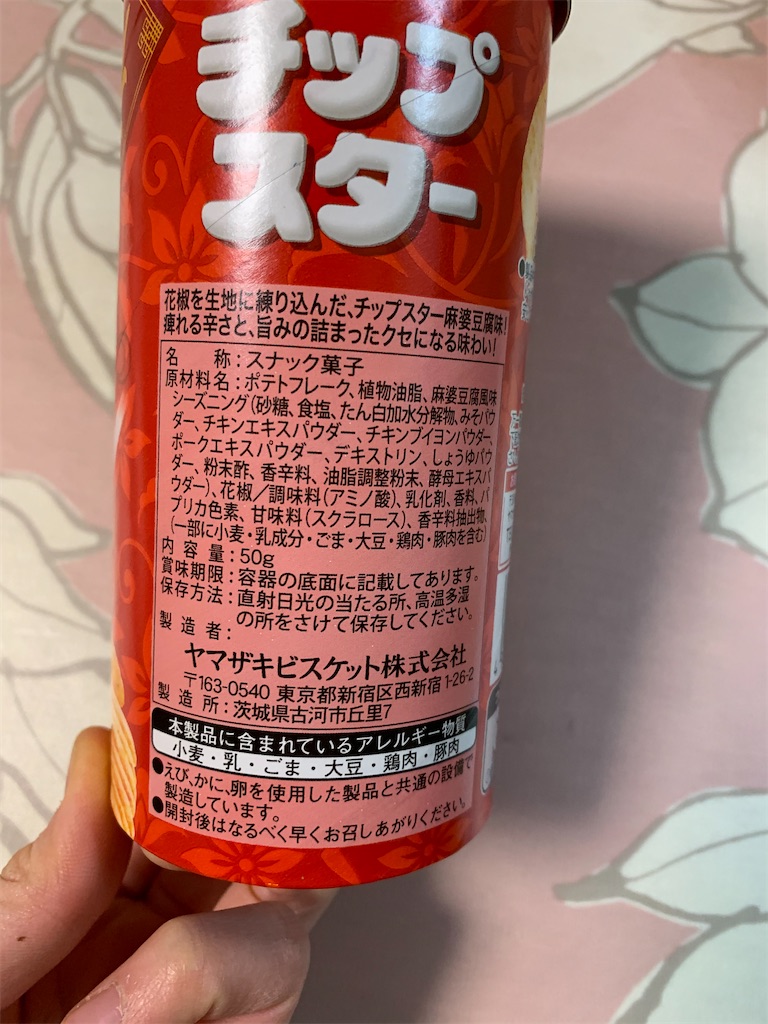 チップ
スター
花椒を生地に練り込んだ、チップスター麻婆豆腐味!
痺れる辛さと、旨みの詰まったクセになる味わい!
名称:スナック菓子
原材料名:ポテトフレーク、植物油脂、麻婆豆腐風味
シーズニング(砂糖、食塩、たん白加水分解物、みそパウ
ダー、チキンエキスパウダー、チキンブイヨンパウダー、
ポークエキスパウダー、デキストリン、しょうゆパウ
ダー、粉末酢、香辛料、油脂調整粉末、酵母エキスパ
ウダー)、花椒/調味料(アミノ酸)、乳化剤、香料、パ
プリカ色素、甘味料(スクラロース)、香辛料抽出物、
(一部に小麦・乳成分・ごま・大豆・鶏肉・豚肉を含む)
内容量:50g
賞味期限:容器の底面に記載してあります。
保存方法:直射日光の当たる所、高温多湿
の所をさけて保存してください。
製造者:
ヤマザキビスケット株式会社
〒163-0540 東京都新宿区西新宿1-26-2
製造所:茨城県古河市丘里7
本製品に含まれているアレルギー物質
小麦・乳・ごま・大豆・鶏肉・豚肉
●えび、かに、卵を使用した製品と共通の設備で
製造しています。
●開封後はなるべく早くお召しあがりください。